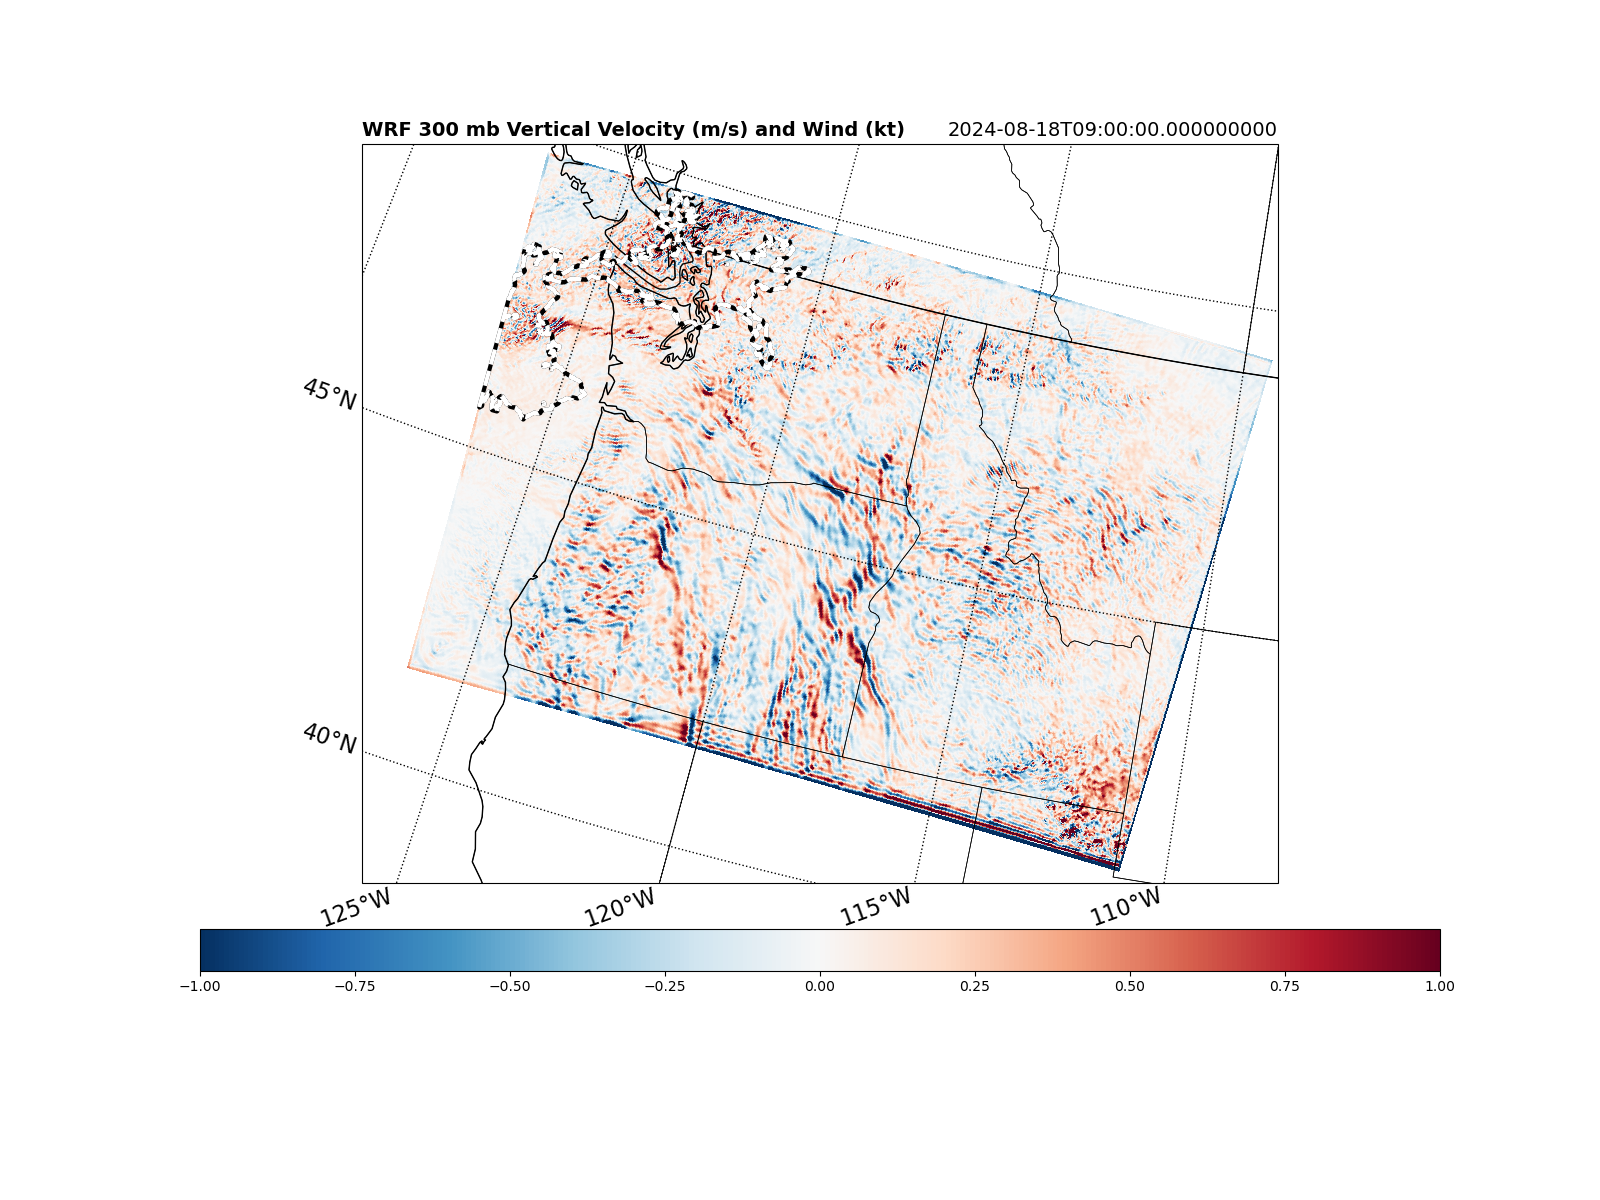 WRF 300 mb Vertical Velocity (m/s) and Wind (kt) 2024-08-18T09:00:00.000000000
45°N
40°N
125°W 120°W 115°W 110°W
−1.00 −0.75 −0.50 −0.25 0.00 0.25 0.50 0.75 1.00